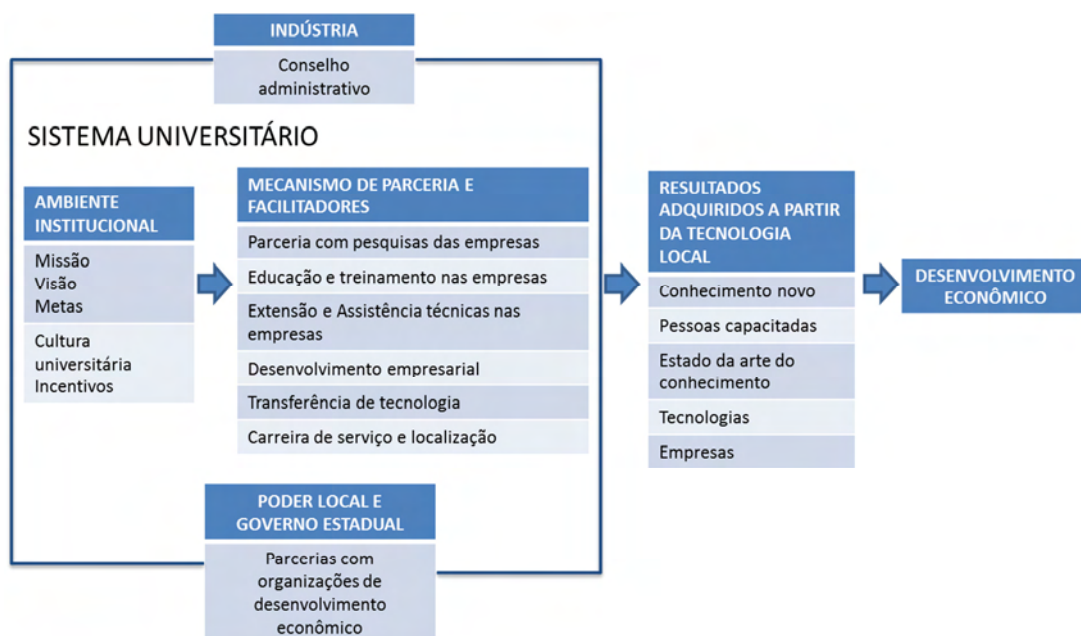 INDÚSTRIA
Conselho
administrativo
SISTEMA UNIVERSITÁRIO
AMBIENTE
INSTITUCIONAL
Missão
Visão
Metas
Cultura
universitária
Incentivos
MECANISMO DE PARCERIA E
FACILITADORES
Parceria com pesquisas das empresas
Educação e treinamento nas empresas
Extensão e Assistência técnicas nas
empresas
Desenvolvimento empresarial
Transferência de tecnologia
Carreira de serviço e localização
PODER LOCAL E
GOVERNO ESTADUAL
Parcerias com
organizações de
desenvolvimento
econômico
RESULTADOS
ADQUIRIDOS A PARTIR
DA TECNOLOGIA
LOCAL
Conhecimento novo
Pessoas capacitadas
Estado da arte do
conhecimento
Tecnologias
Empresas
DESENVOLVIMENTO
ECONÔMICO